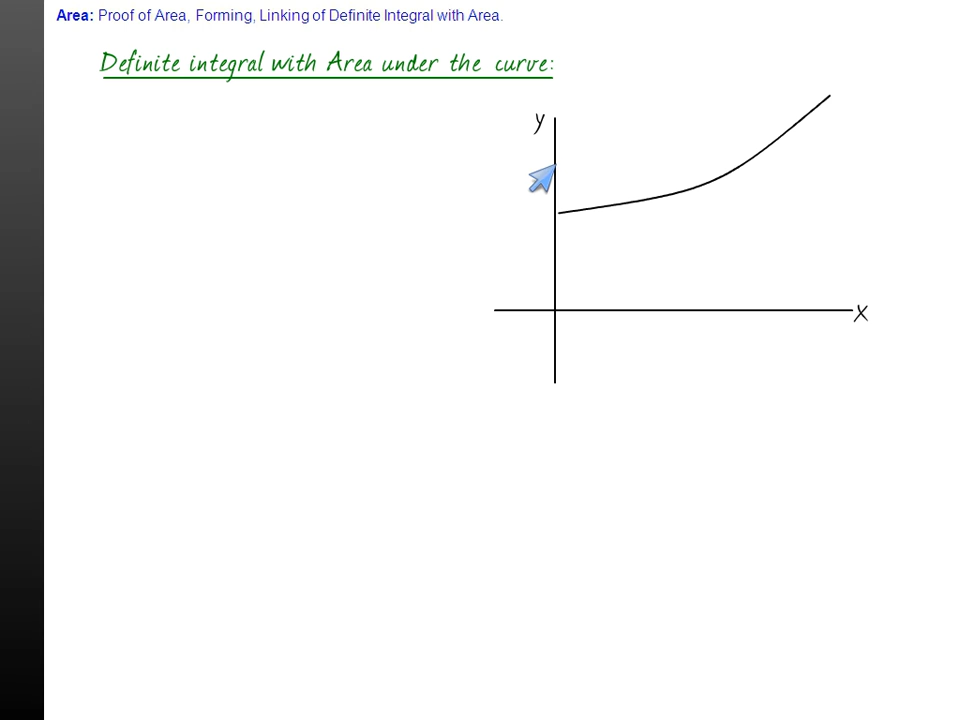 Area: Proof of Area, Forming, Linking of Definite Integral with Area.
Definite integral with Area under the curve:
y
x